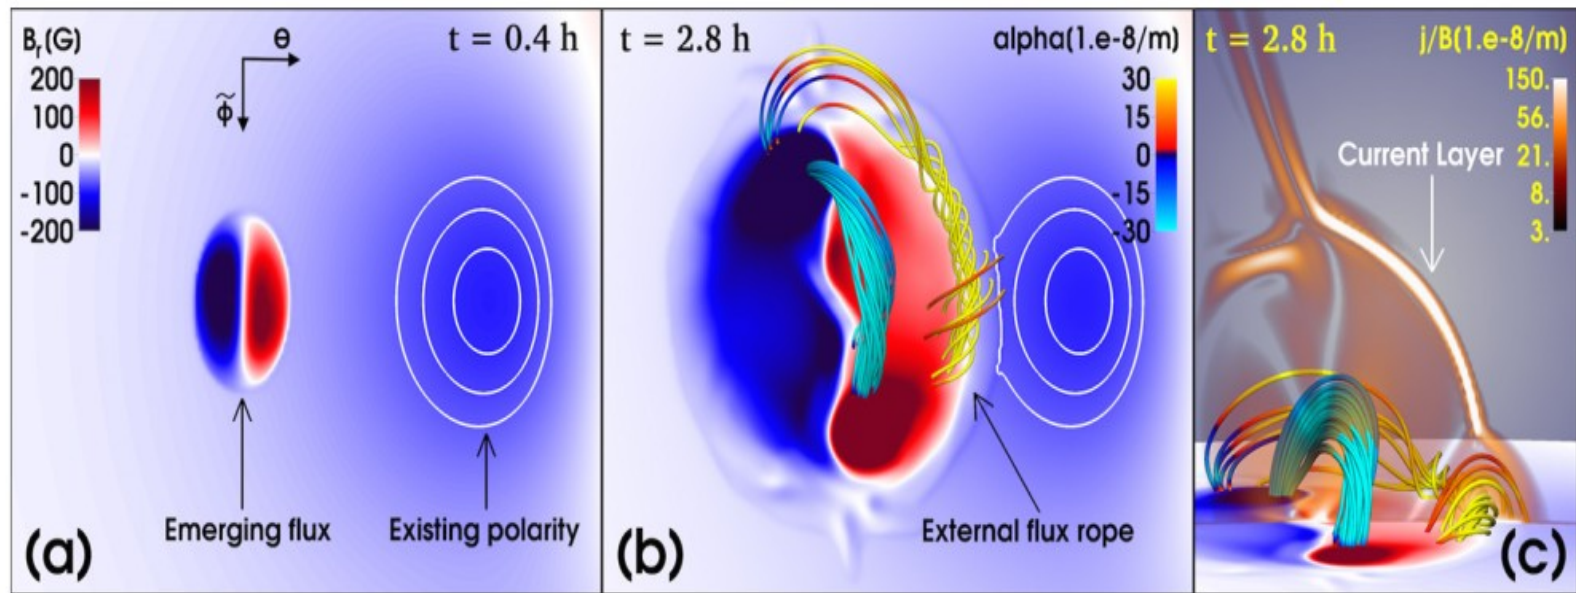 B_r(G)
200
100
0
-100
-200
θ
ϕ̃
t = 0.4 h
Emerging flux
Existing polarity
(a)
t = 2.8 h
alpha(1.e-8/m)
30
15
0
-15
-30
External flux rope
(b)
t = 2.8 h
j/B(1.e-8/m)
150.
56.
21.
8.
3.
Current Layer
(c)